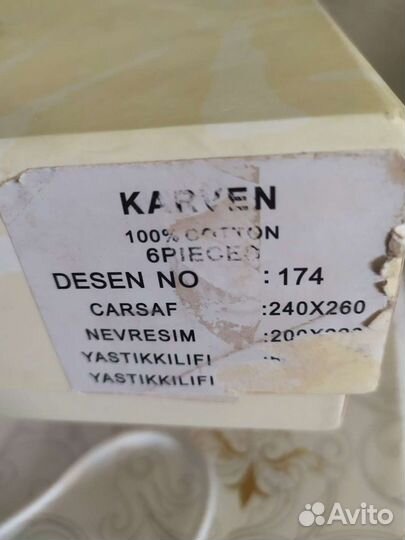 KARVEN
100% COTTON
6PIECES
DESEN NO : 174
CARSAF :240X260
NEVRESIM
YASTIKKILIFI
YASTIKKILIFI
Avito